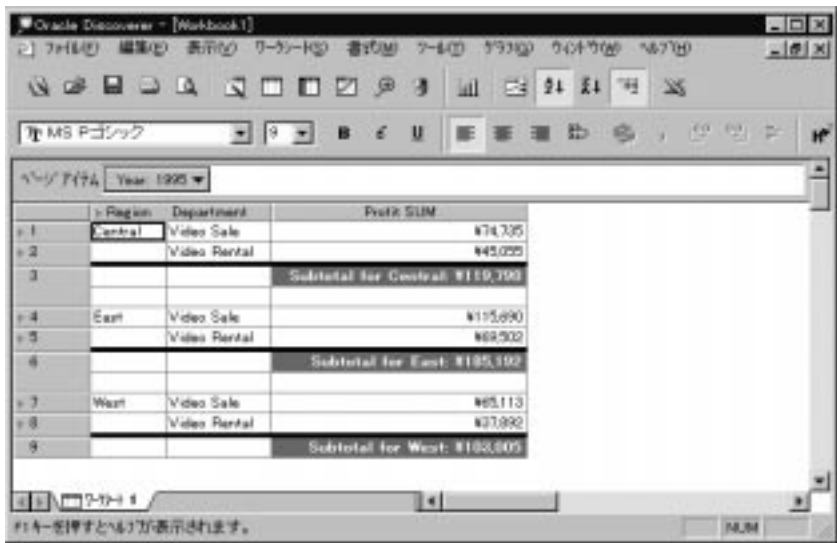 Oracle Discoverer - [Workbook1]
ファイル(F) 編集(E) 表示(V) ワークシート(S) 書式(M) ツール(T) グラフ(G) ウィンドウ(W) ヘルプ(H)
MS Pゴシック 9 B U
ページアイテム Year: 1995
Region Department Profit SUM
1 Central Video Sale ¥74,735
2 Video Rental ¥45,055
3 Subtotal for Central: ¥119,790
4 East Video Sale ¥115,690
5 Video Rental ¥69,502
6 Subtotal for East: ¥185,192
7 West Video Sale ¥65,113
8 Video Rental
9 Subtotal for West:
ワークシート 1
F1キーを押すとヘルプが表示されます。
NUM